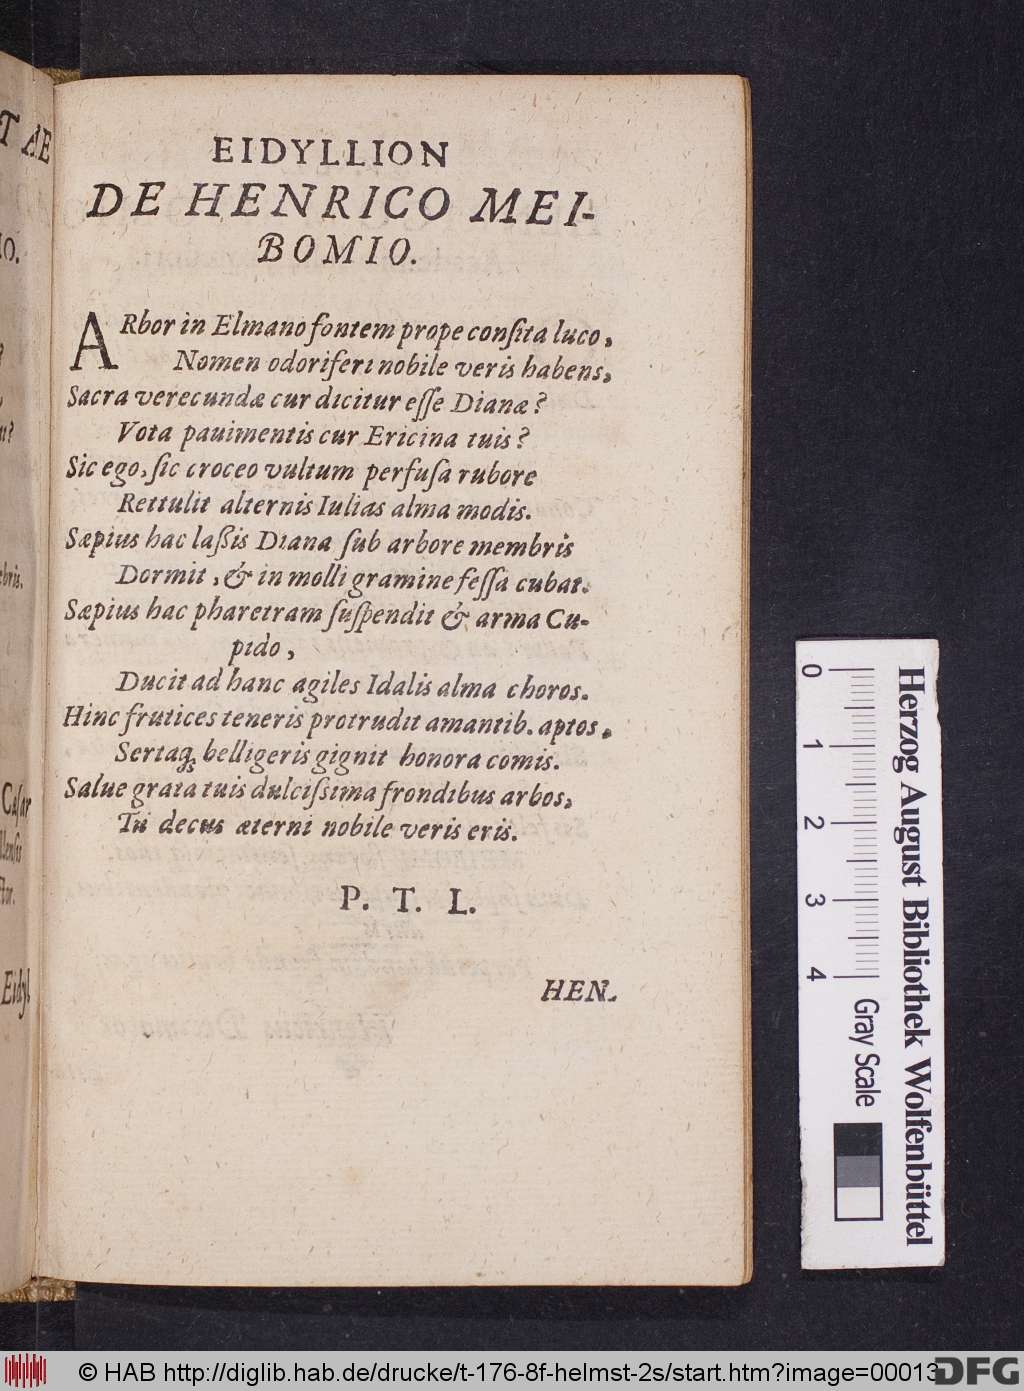 EIDYLLION
DE HENRICO MEI-
BOMIO.
ARbor in Elmano fontem prope conſita luco,
Nomen odoriferi nobile veris habens,
Sacra verecundæ cur dicitur eſſe Dianæ?
Vota pauimentis cur Ericina tuis?
Sic ego, ſic croceo vultum perfuſa rubore
Rettulit alternis Iulias alma modis.
Sæpius hac laßis Diana ſub arbore membris
Dormit, & in molli gramine feſſa cubat.
Sæpius hac pharetram ſuſpendit & arma Cu-
pido,
Ducit ad hanc agiles Idalis alma choros.
Hinc frutices teneris protrudit amantib. aptos,
Sertaq́ꝫ belligeris gignit honora comis.
Salue grata tuis dulciſsima frondibus arbos,
Tu decus æterni nobile veris eris.
P. T. L.
HEN.
T AE
IO.
?
ebris.
Cæſar
Eidyl
0
1
2
3
4
Gray Scale
Herzog August Bibliothek Wolfenbüttel
© HAB http://diglib.hab.de/drucke/t-176-8f-helmst-2s/start.htm?image=00013
DFG